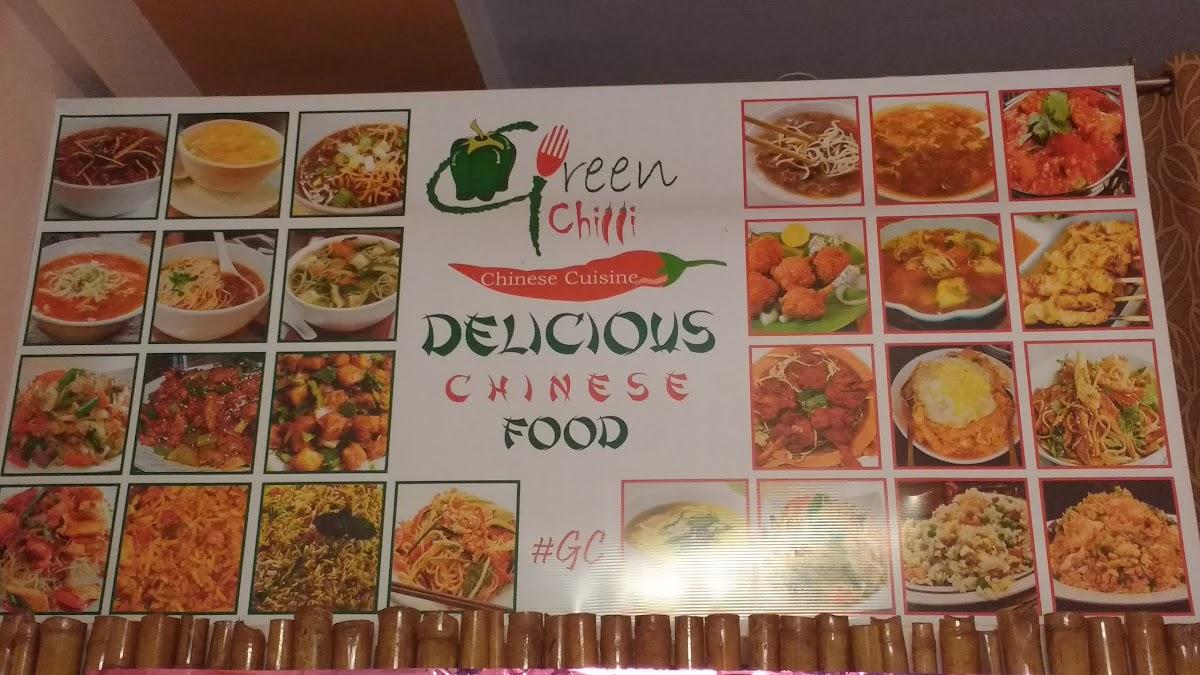 Green
Chilli
Chinese Cuisine
DELICIOUS
CHINESE
FOOD
#GC